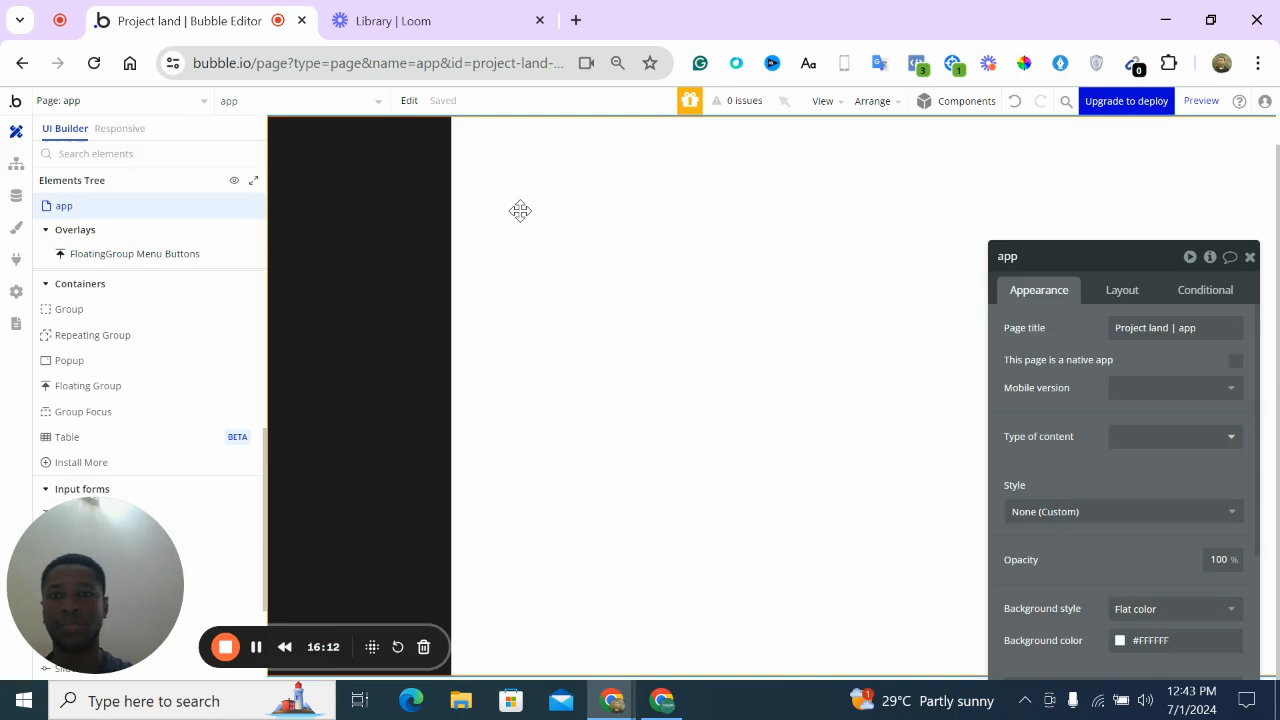 Project land | Bubble Editor
Library | Loom
bubble.io/page?type=page&name=app&id=project-land-...
3
1
Aa
0
Page: app
app
Edit
Saved
0 issues
View
Arrange
Components
Upgrade to deploy
Preview
UI Builder
Responsive
Search elements
Elements Tree
app
Overlays
FloatingGroup Menu Buttons
Containers
Group
Repeating Group
Popup
Floating Group
Group Focus
Table
BETA
Install More
Input forms
app
Appearance
Layout
Conditional
Page title
Project land | app
This page is a native app
Mobile version
Type of content
Style
None (Custom)
Opacity
100 %
Background style
Flat color
Background color
#FFFFFF
16:12
Type here to search
1
29°C Partly sunny
12:43 PM
7/1/2024